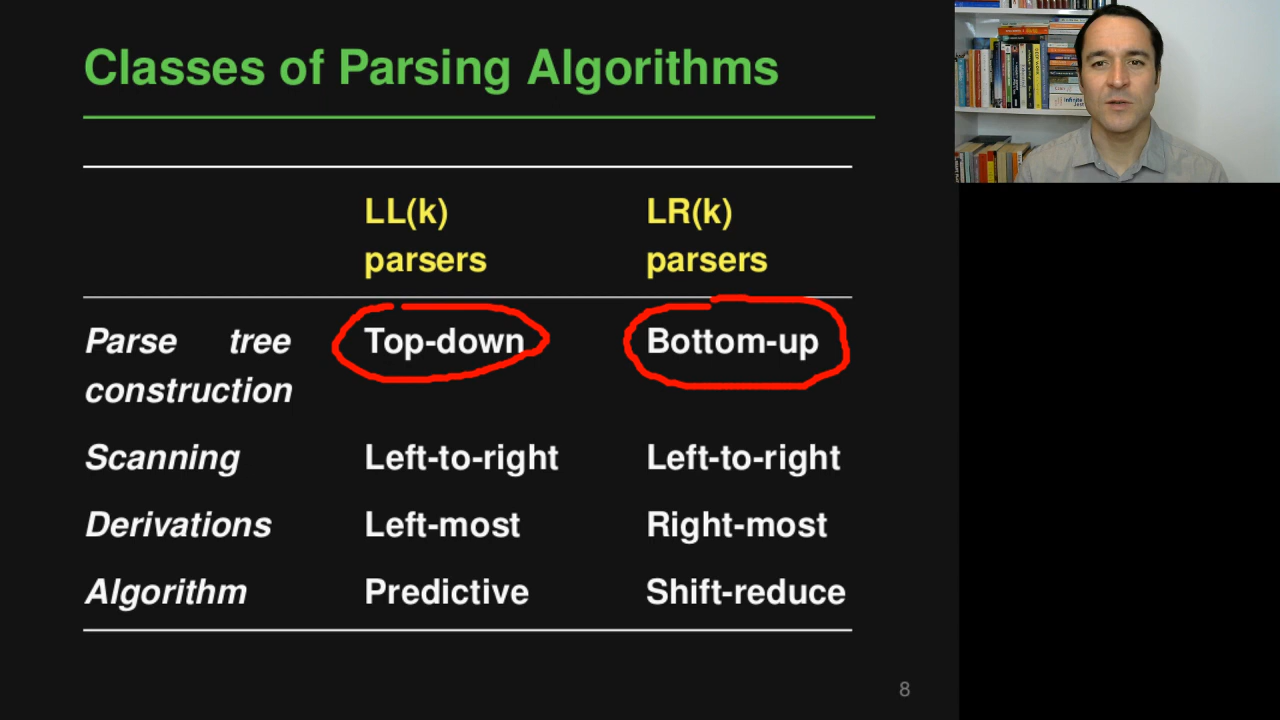 Classes of Parsing Algorithms
LL(k) LR(k)
parsers parsers
Parse tree Top-down Bottom-up
construction
Scanning Left-to-right Left-to-right
Derivations Left-most Right-most
Algorithm Predictive Shift-reduce
8